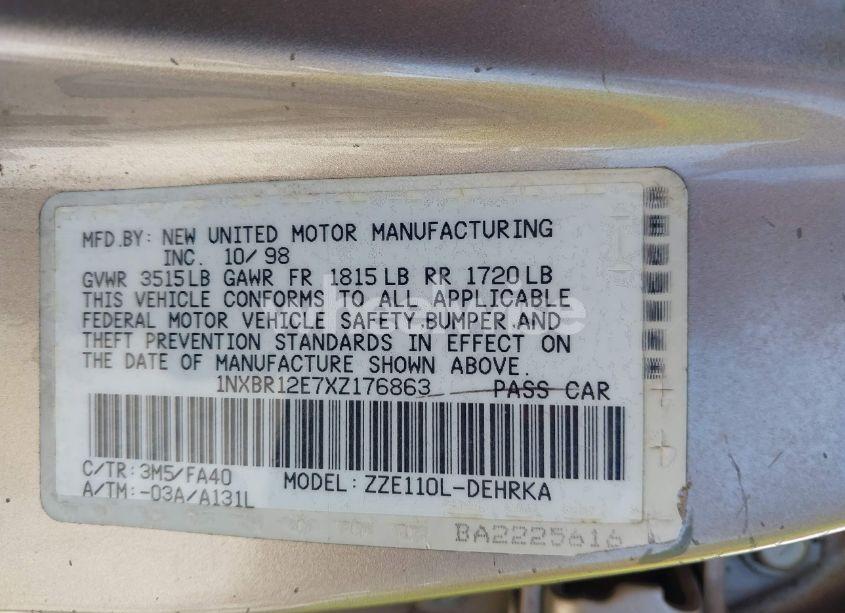 MFD.BY: NEW UNITED MOTOR MANUFACTURING
INC. 10/98
GVWR 3515LB GAWR FR 1815LB RR 1720LB
THIS VEHICLE CONFORMS TO ALL APPLICABLE
FEDERAL MOTOR VEHICLE SAFETY,BUMPER,AND
THEFT PREVENTION STANDARDS IN EFFECT ON
THE DATE OF MANUFACTURE SHOWN ABOVE.
1NXBR12E7XZ176863 PASS CAR
C/TR:3M5/FA40
A/TM:-03A/A131L
MODEL: ZZE110L-DEHRKA
BA2225616